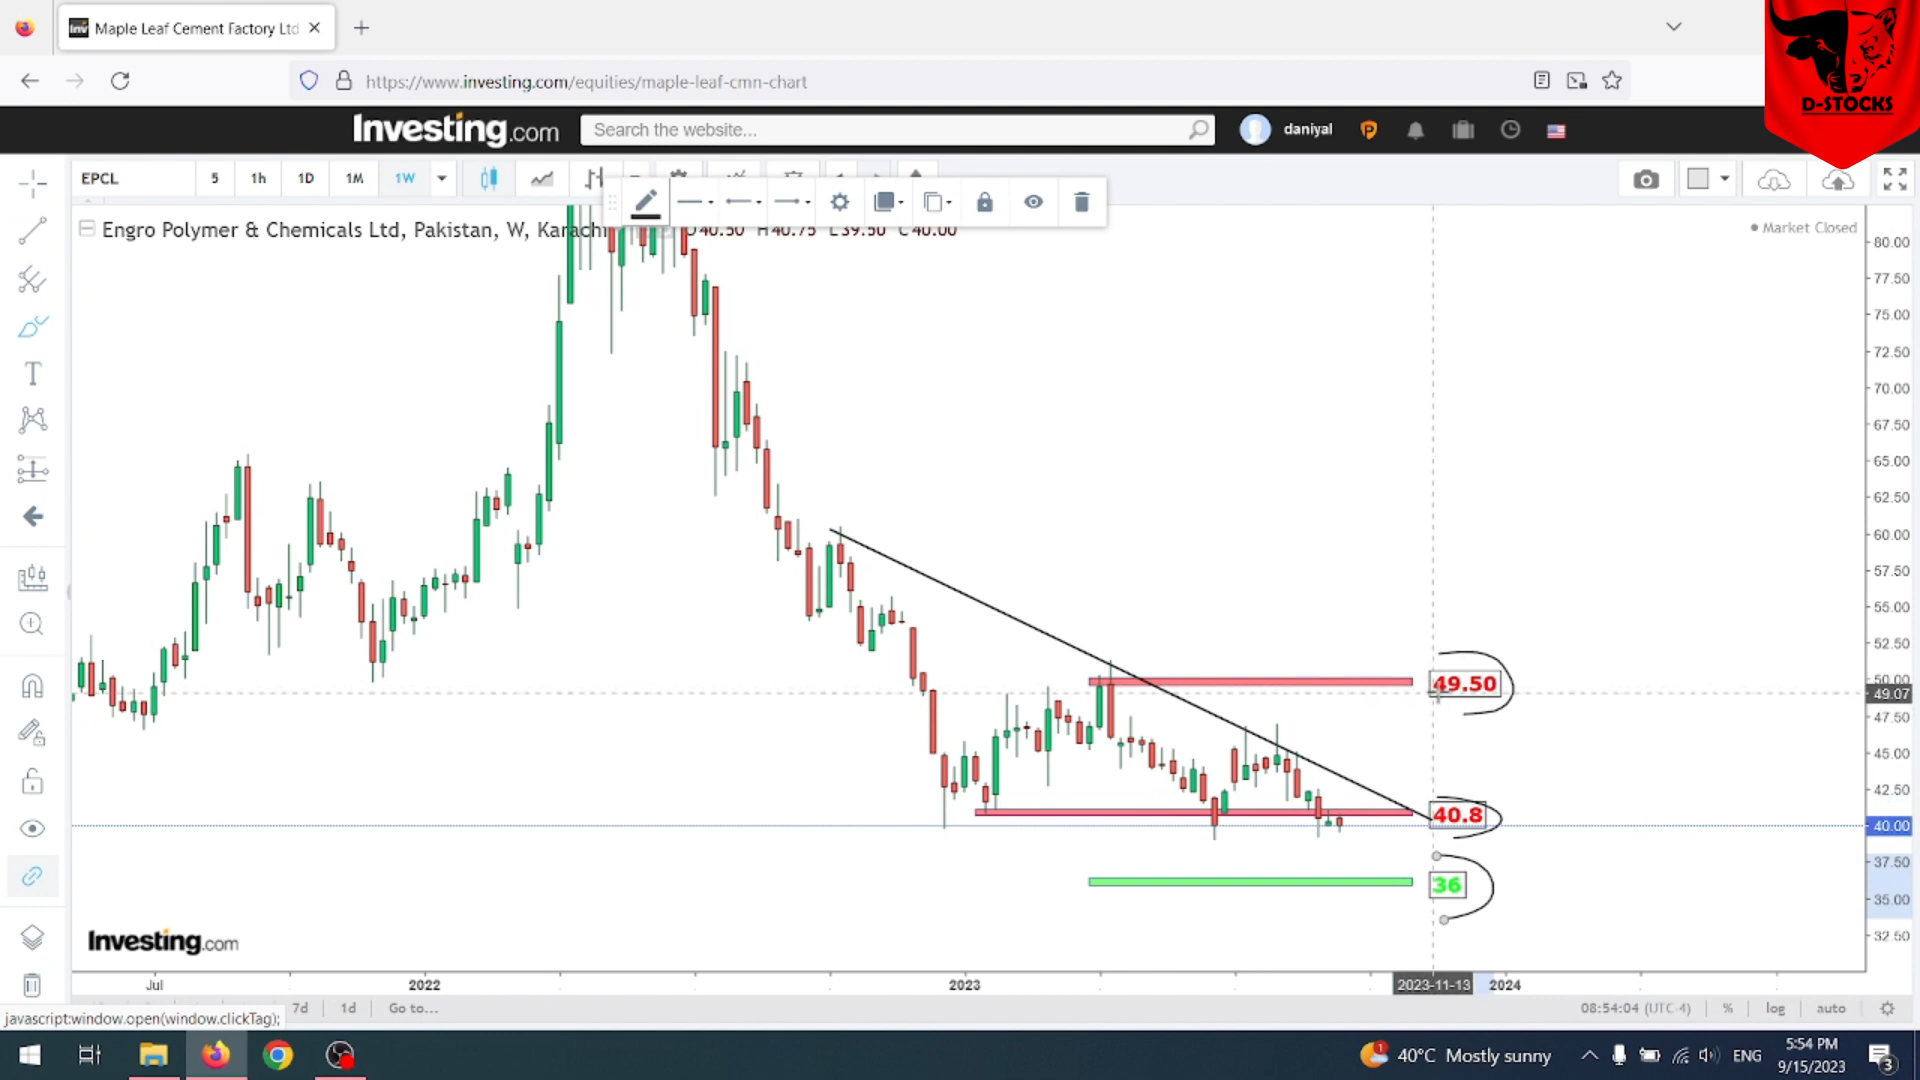 Maple Leaf Cement Factory Ltd
https://www.investing.com/equities/maple-leaf-cmn-chart
D-STOCKS
Investing.com
Search the website...
daniyal
EPCL
5
1h
1D
1M
1W
Engro Polymer & Chemicals Ltd, Pakistan, W, Karachi
O40.50 H40.75 L39.50 C40.00
Market Closed
80.00
77.50
75.00
72.50
70.00
67.50
65.00
62.50
60.00
57.50
55.00
52.50
50.00
49.50
49.07
47.50
45.00
42.50
40.8
40.00
37.50
36
35.00
32.50
Investing.com
Jul
2022
2023
2023-11-13
2024
7d
1d
Go to...
08:54:04 (UTC-4)
%
log
auto
javascript:window.open(window.clickTag);
40°C Mostly sunny
ENG
5:54 PM
9/15/2023
3